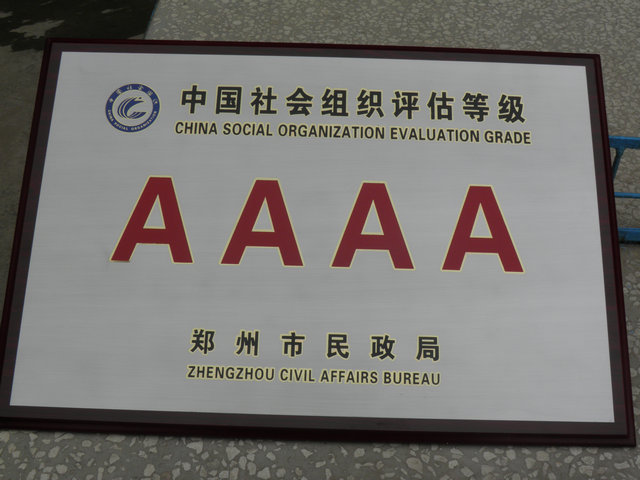 中国社会组织评估等级
CHINA SOCIAL ORGANIZATION EVALUATION GRADE
AAAA
郑州市民政局
ZHENGZHOU CIVIL AFFAIRS BUREAU